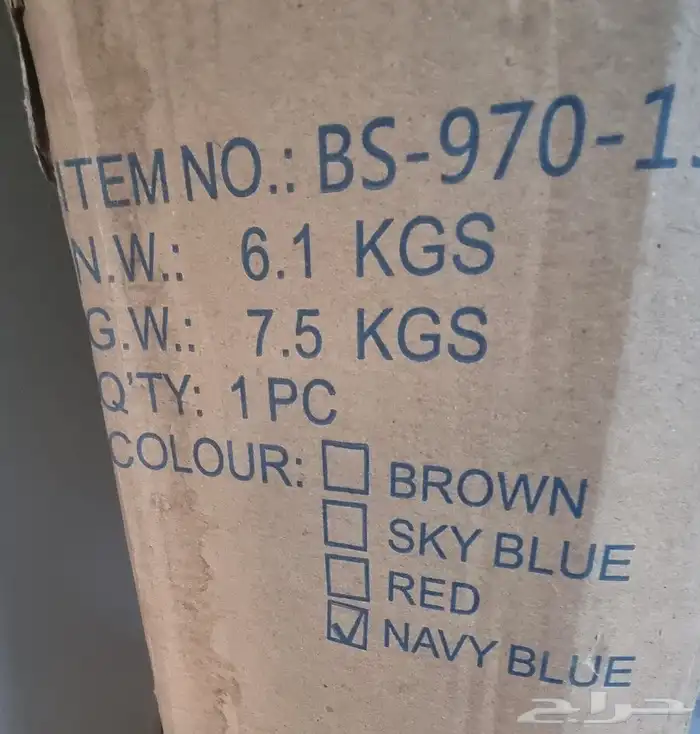 ITEM NO.: BS-970-1
N.W.: 6.1 KGS
G.W.: 7.5 KGS
Q'TY: 1 PC
COLOUR: ☐ BROWN
☐ SKY BLUE
☐ RED
☑ NAVY BLUE
حراج